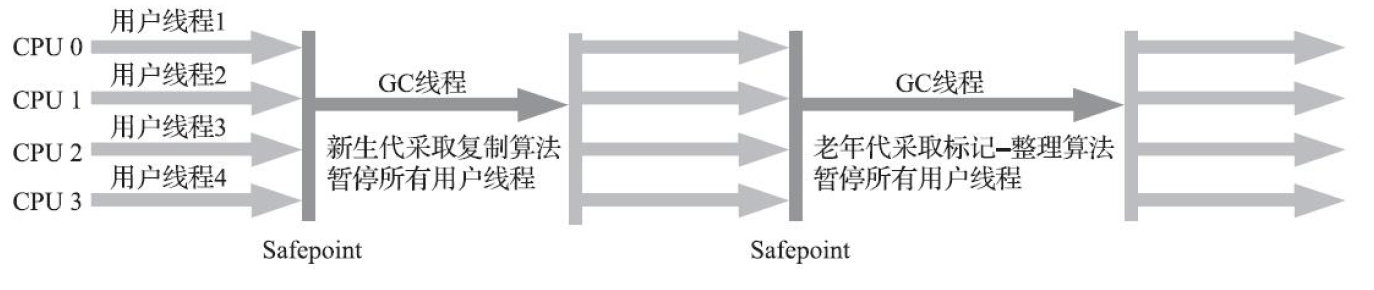 用户线程1
CPU 0
用户线程2
CPU 1
用户线程3
CPU 2
用户线程4
CPU 3
GC线程
新生代采取复制算法
暂停所有用户线程
GC线程
老年代采取标记–整理算法
暂停所有用户线程
Safepoint
Safepoint